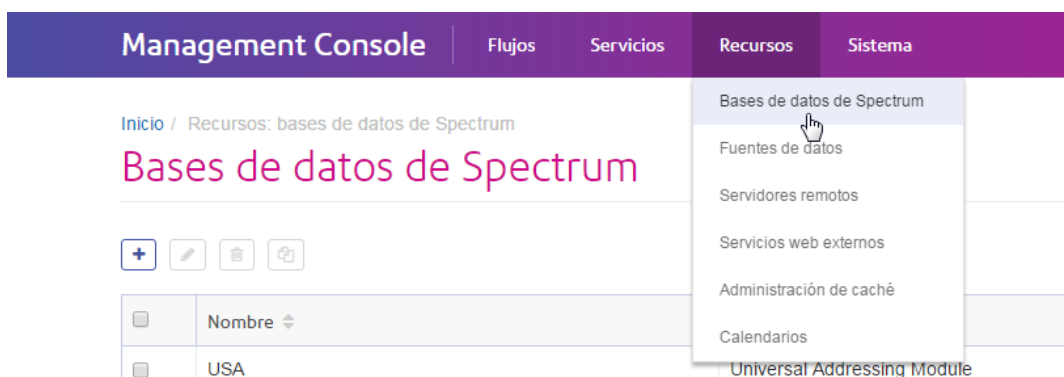 Management Console Flujos Servicios Recursos Sistema
Bases de datos de Spectrum
Inicio / Recursos: bases de datos de Spectrum
Fuentes de datos
Bases de datos de Spectrum
Servidores remotos
Servicios web externos
Administración de caché
Nombre
Calendarios
USA Universal Addressing Module